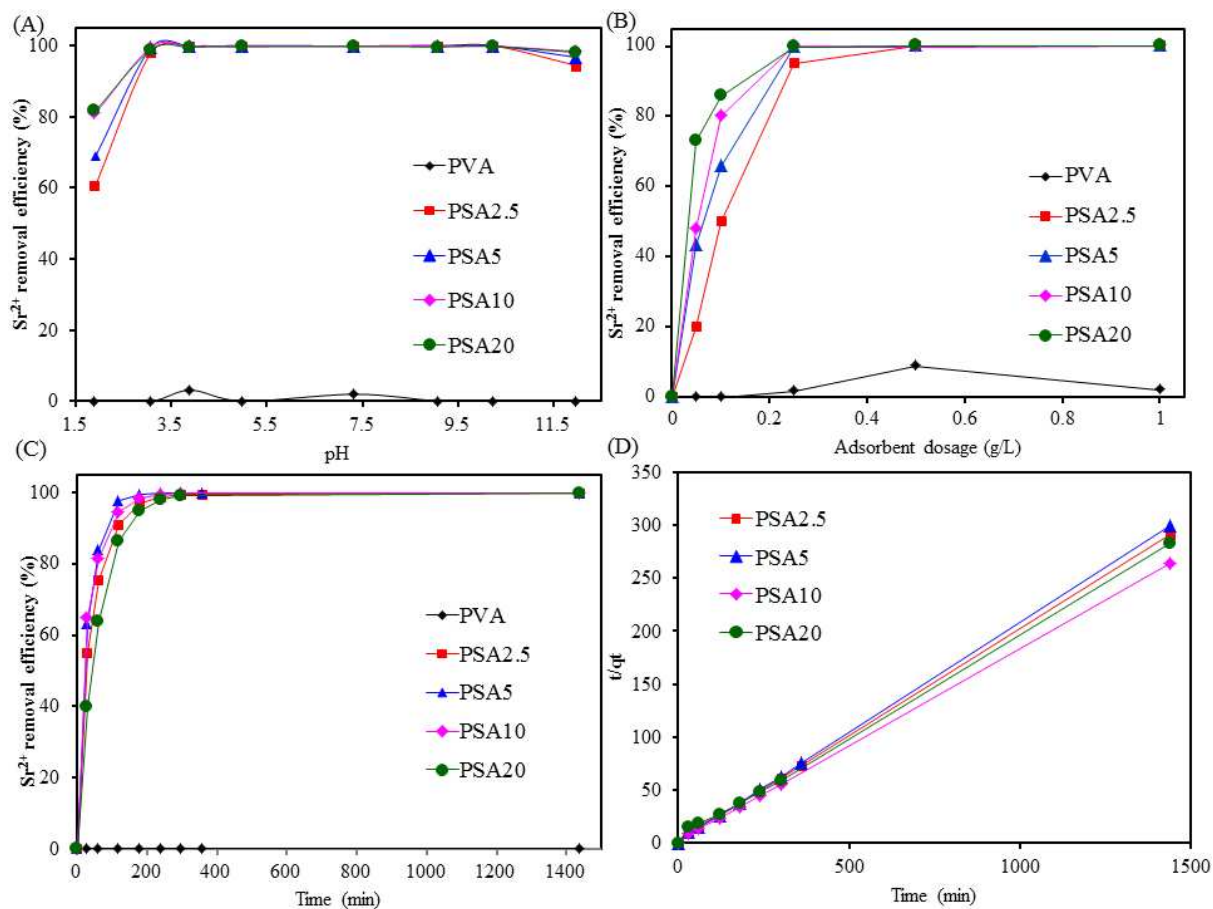 (A)
Sr²⁺ removal efficiency (%)
100
80
60
40
20
0
PVA
PSA2.5
PSA5
PSA10
PSA20
1.5 3.5 5.5 7.5 9.5 11.5
pH
(B)
Sr²⁺ removal efficiency (%)
100
80
60
40
20
0
PVA
PSA2.5
PSA5
PSA10
PSA20
0 0.2 0.4 0.6 0.8 1
Adsorbent dosage (g/L)
(C)
Sr²⁺ removal efficiency (%)
100
80
60
40
20
0
PVA
PSA2.5
PSA5
PSA10
PSA20
0 200 400 600 800 1000 1200 1400
Time (min)
(D)
t/qt
350
300
250
200
150
100
50
0
PSA2.5
PSA5
PSA10
PSA20
0 500 1000 1500
Time (min)